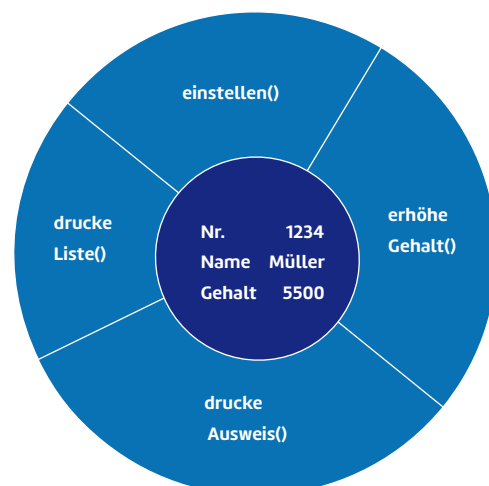 einstellen()
drucke
Liste()
Nr. 1234
Name Müller
Gehalt 5500
erhöhe
Gehalt()
drucke
Ausweis()